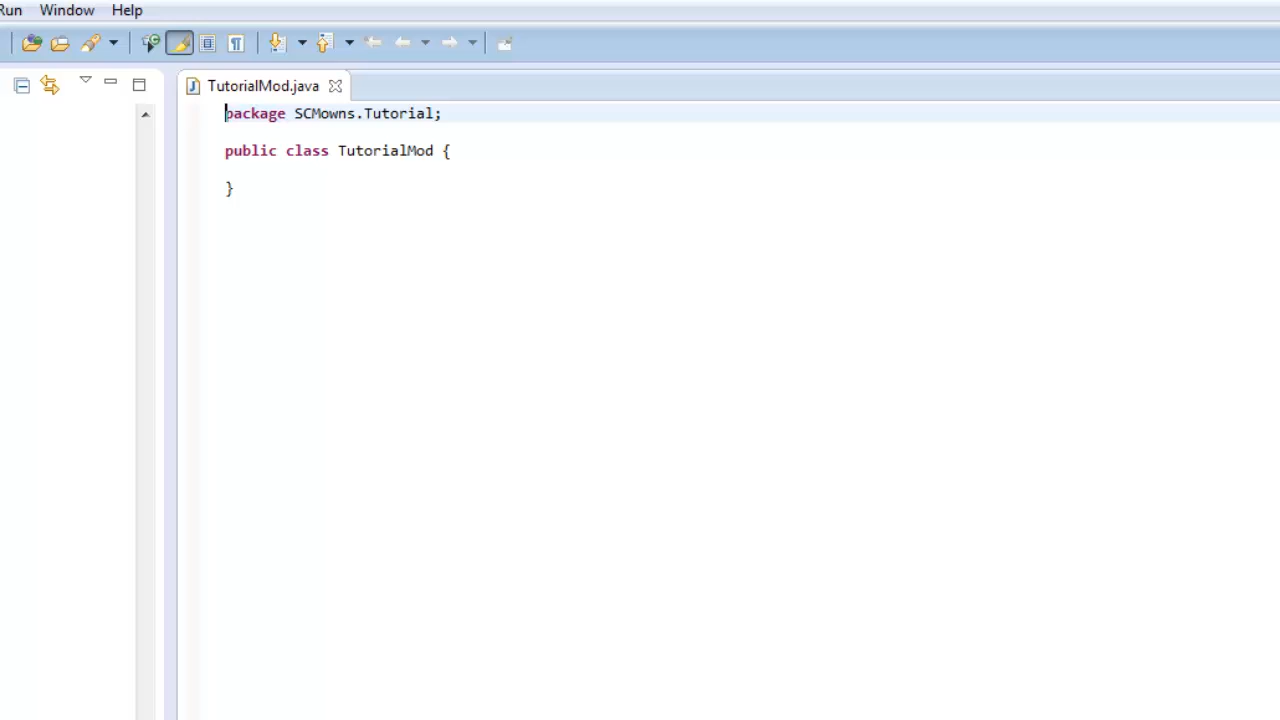 Run Window Help
TutorialMod.java
package SCMowns.Tutorial;
public class TutorialMod {
}